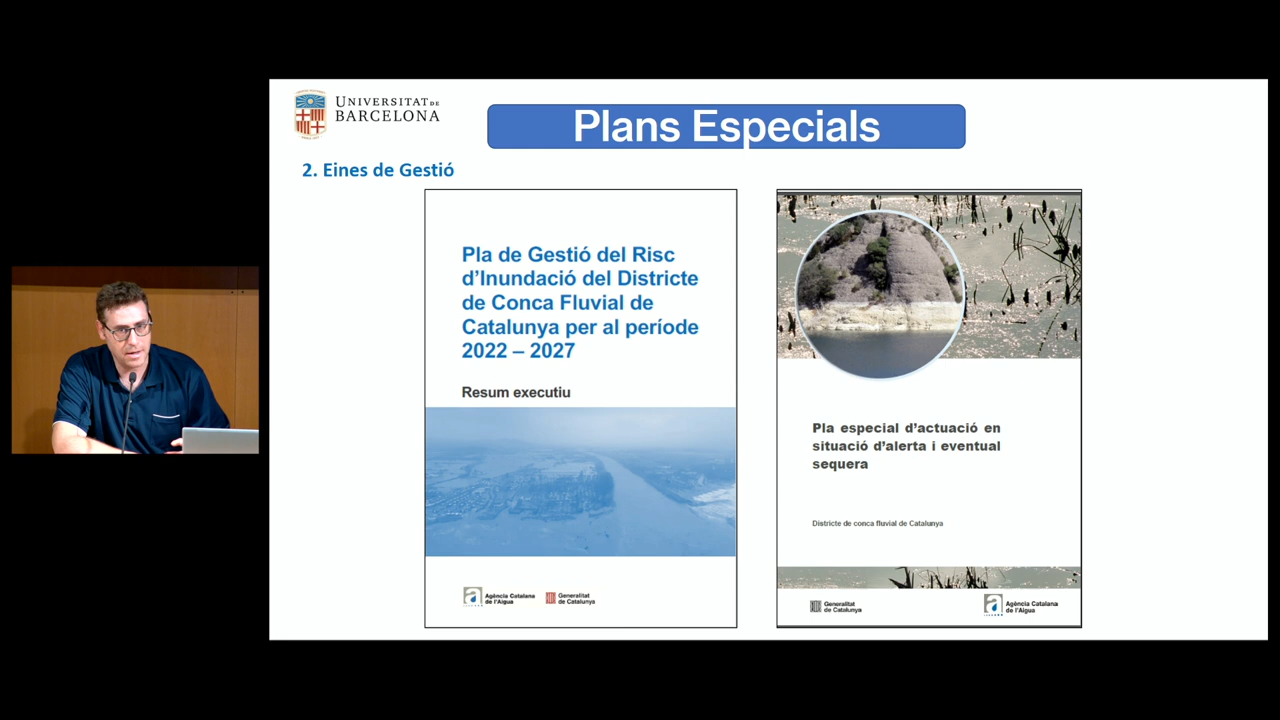 UNIVERSITAT DE
BARCELONA
Plans Especials
2. Eines de Gestió
Pla de Gestió del Risc
d’Inundació del Districte
de Conca Fluvial de
Catalunya per al període
2022 – 2027
Resum executiu
Agència Catalana
de l’Aigua
Generalitat
de Catalunya
Pla especial d’actuació en
situació d’alerta i eventual
sequera
Districte de conca fluvial de Catalunya
Generalitat
de Catalunya
Agència Catalana
de l’Aigua